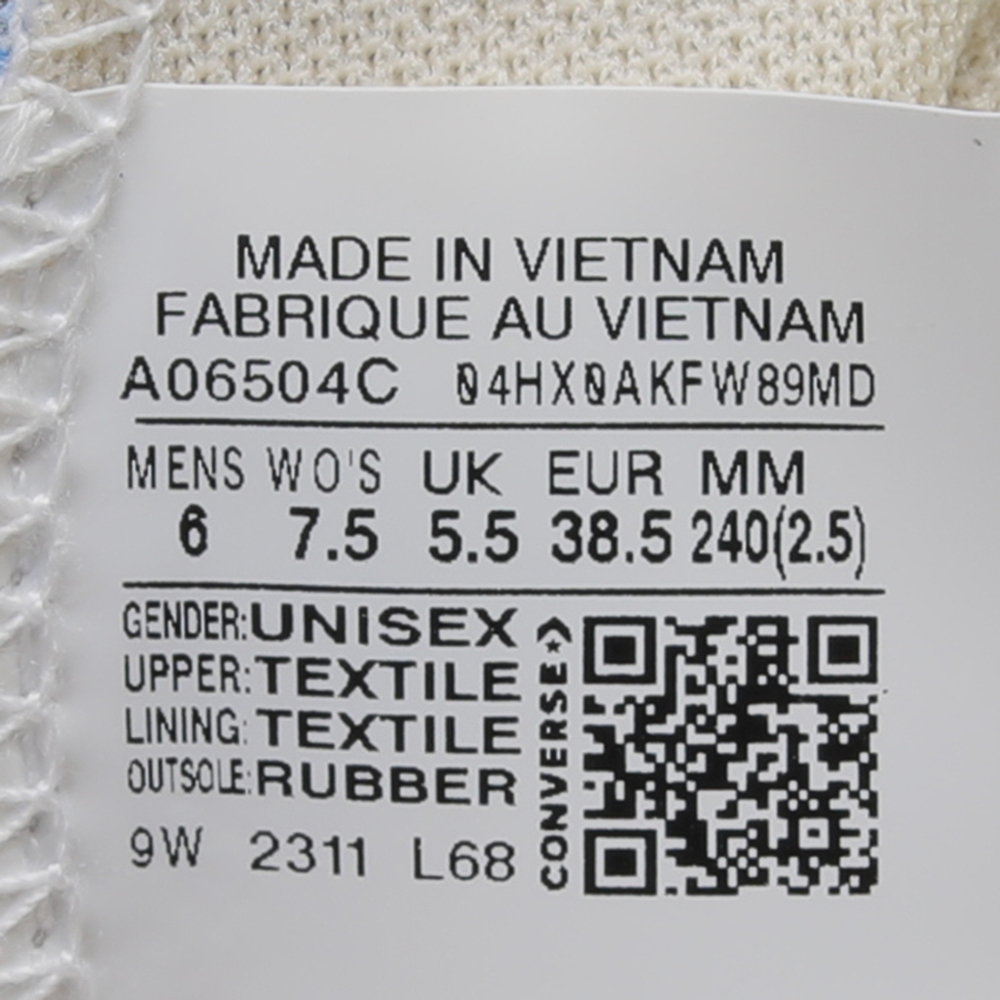 MADE IN VIETNAM
FABRIQUE AU VIETNAM
A06504C 04HX0AKFW89MD
MENS WO'S UK EUR MM
6 7.5 5.5 38.5 240(2.5)
GENDER:UNISEX
UPPER:TEXTILE
LINING:TEXTILE
OUTSOLE:RUBBER
9W 2311 L68
CONVERSE